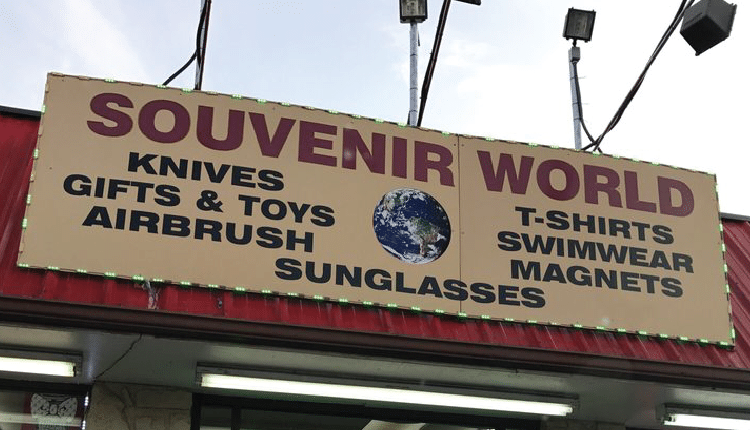 SOUVENIR WORLD
KNIVES
GIFTS & TOYS
AIRBRUSH
SUNGLASSES
T-SHIRTS
SWIMWEAR
MAGNETS